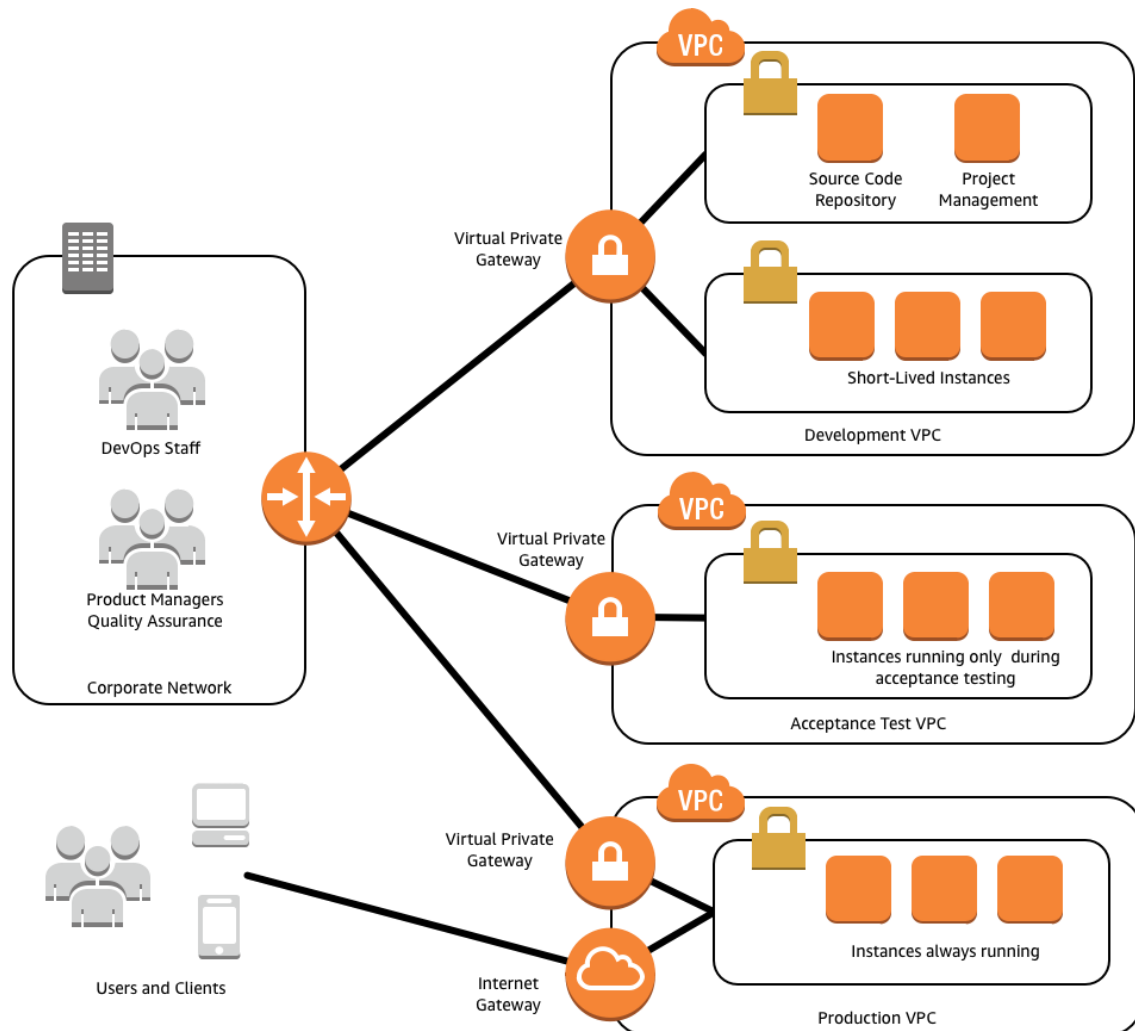 VPC
Source Code
Repository
Project
Management
Virtual Private
Gateway
Short-Lived Instances
Development VPC
DevOps Staff
Product Managers
Quality Assurance
Corporate Network
VPC
Virtual Private
Gateway
Instances running only during
acceptance testing
Acceptance Test VPC
VPC
Virtual Private
Gateway
Instances always running
Users and Clients
Internet
Gateway
Production VPC